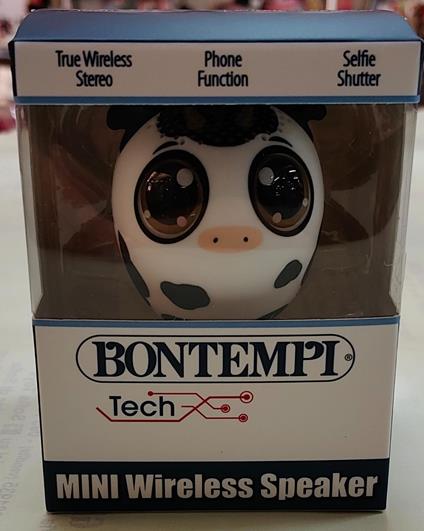 True Wireless Stereo
Phone Function
Selfie Shutter
BONTEMPI®
Tech
MINI Wireless Speaker